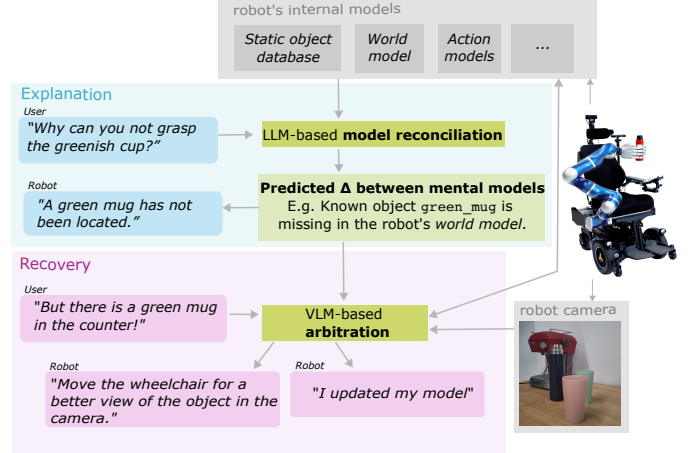 robot's internal models
Static object
database
World
model
Action
models
...
Explanation
User
"Why can you not grasp
the greenish cup?”
LLM-based model reconciliation
Robot
"A green mug has not
been located.”
Predicted Δ between mental models
E.g. Known object green_mug is
missing in the robot's world model.
Recovery
User
"But there is a green mug
in the counter!"
VLM-based
arbitration
robot camera
Robot
"Move the wheelchair for a
better view of the object in the
camera."
Robot
"I updated my model"